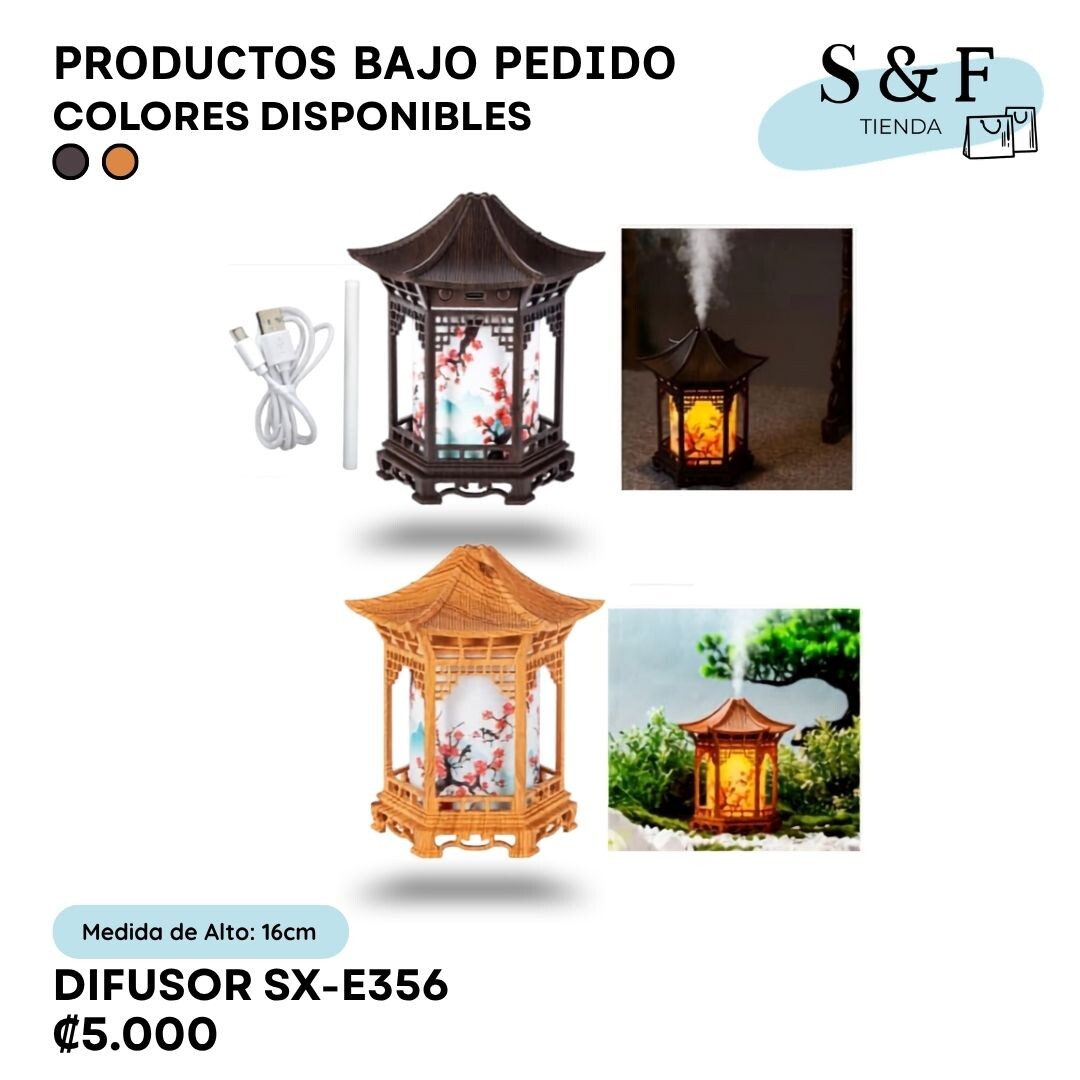 PRODUCTOS BAJO PEDIDO
COLORES DISPONIBLES
S & F
TIENDA
Medida de Alto: 16cm
DIFUSOR SX-E356
₡5.000